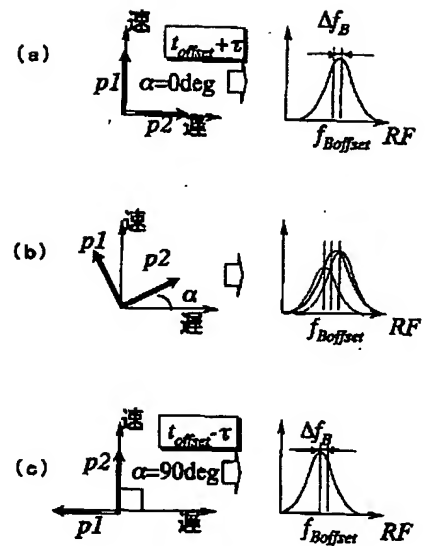 (a)
速
t_offset+τ
p1
α=0deg
p2
遅
Δf_B
f_Boffset RF
(b)
速
p1
p2
α
遅
f_Boffset RF
(c)
速
t_offset-τ
p2
α=90deg
p1
遅
Δf_B
f_Boffset RF